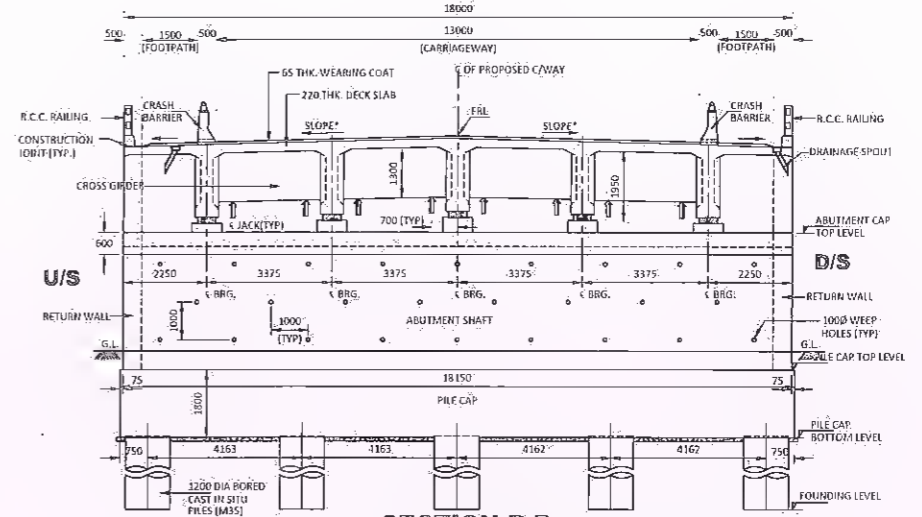 18000
500 1500 500 13000 500 1500 500
(FOOTPATH) (CARRIAGEWAY) (FOOTPATH)
65 THK. WEARING COAT
℄ OF PROPOSED C/WAY
220 THK. DECK SLAB
CRASH BARRIER
FRL
CRASH BARRIER
R.C.C. RAILING
R.C.C. RAILING
SLOPE*
SLOPE*
CONSTRUCTION JOINT (TYP.)
DRAINAGE SPOUT
CROSS GIRDER
1300
1950
℄ JACK(TYP)
700 (TYP)
ABUTMENT CAP TOP LEVEL
600
U/S
D/S
2250 3375 3375 3375 3375 2250
℄ BRG. ℄ BRG. ℄ BRG. ℄ BRG. ℄ BRG.
RETURN WALL
RETURN WALL
1000
1000 (TYP)
ABUTMENT SHAFT
100Ø WEEP HOLES (TYP)
G.L.
G.L.
PILE CAP TOP LEVEL
75 18150 75
1800
PILE CAP
PILE CAP BOTTOM LEVEL
750 4163 4163 4162 4162 750
1200 DIA BORED
CAST IN SITU
PILES [M35]
FOUNDING LEVEL